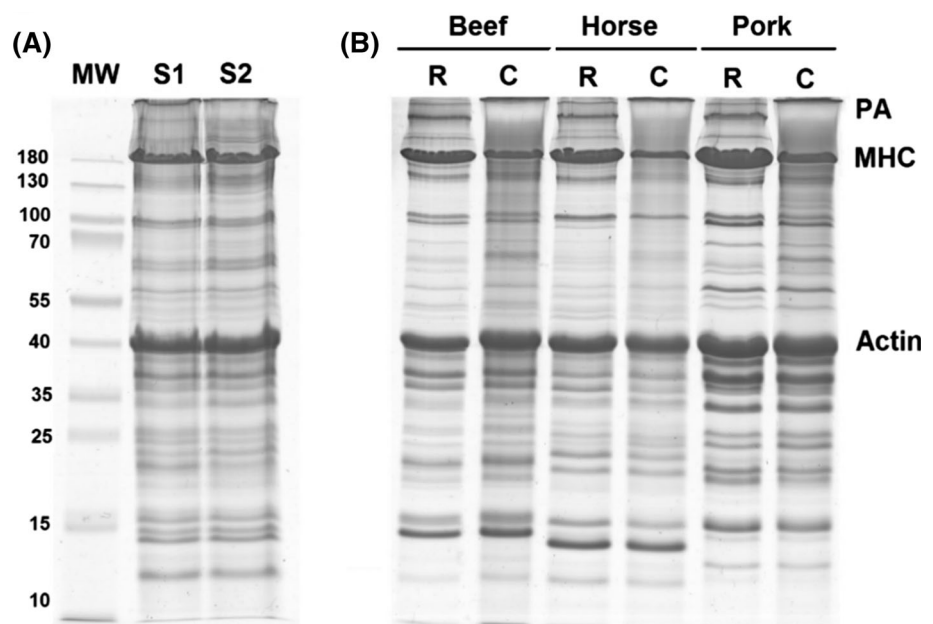 (A)
MW S1 S2
180
130
100
70
55
40
35
25
15
10
(B)
Beef Horse Pork
R C R C R C
PA
MHC
Actin